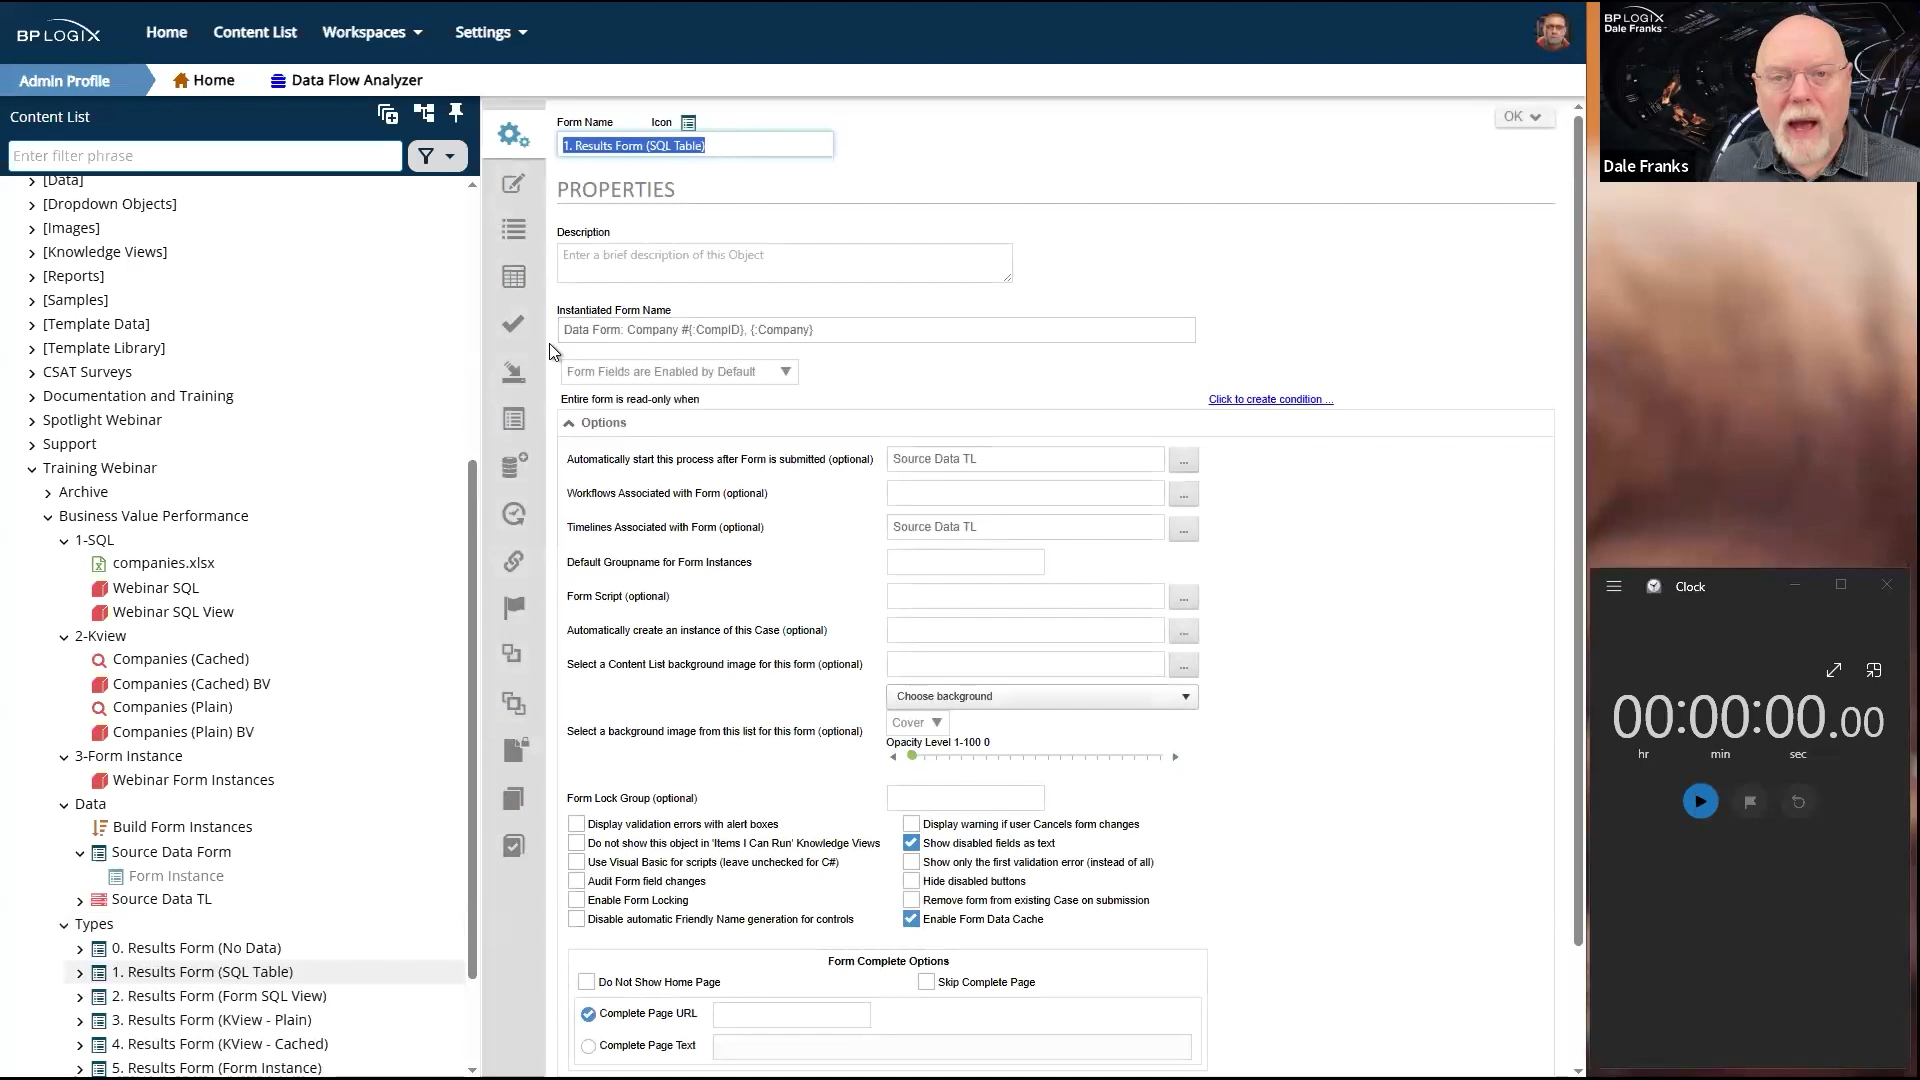 BP LOGIX
Home
Content List
Workspaces
Settings
Admin Profile
Home
Data Flow Analyzer
Content List
Enter filter phrase
[Data]
[Dropdown Objects]
[Images]
[Knowledge Views]
[Reports]
[Samples]
[Template Data]
[Template Library]
CSAT Surveys
Documentation and Training
Spotlight Webinar
Support
Training Webinar
Archive
Business Value Performance
1-SQL
companies.xlsx
Webinar SQL
Webinar SQL View
2-Kview
Companies (Cached)
Companies (Cached) BV
Companies (Plain)
Companies (Plain) BV
3-Form Instance
Webinar Form Instances
Data
Build Form Instances
Source Data Form
Form Instance
Source Data TL
Types
0. Results Form (No Data)
1. Results Form (SQL Table)
2. Results Form (Form SQL View)
3. Results Form (KView - Plain)
4. Results Form (KView - Cached)
5. Results Form (Form Instance)
Form Name
Icon
OK
1. Results Form (SQL Table)
PROPERTIES
Description
Enter a brief description of this Object
Instantiated Form Name
Data Form: Company #{:CompID}, {:Company}
Form Fields are Enabled by Default
Entire form is read-only when
Click to create condition ...
Options
Automatically start this process after Form is submitted (optional)
Source Data TL
...
Workflows Associated with Form (optional)
...
Timelines Associated with Form (optional)
Source Data TL
...
Default Groupname for Form Instances
Form Script (optional)
...
Automatically create an instance of this Case (optional)
...
Select a Content List background image for this form (optional)
...
Choose background
Select a background image from this list for this form (optional)
Cover
Opacity Level 1-100 0
Form Lock Group (optional)
Display validation errors with alert boxes
Display warning if user Cancels form changes
Do not show this object in 'Items I Can Run' Knowledge Views
Show disabled fields as text
Use Visual Basic for scripts (leave unchecked for C#)
Show only the first validation error (instead of all)
Audit Form field changes
Hide disabled buttons
Enable Form Locking
Remove form from existing Case on submission
Disable automatic Friendly Name generation for controls
Enable Form Data Cache
Form Complete Options
Do Not Show Home Page
Skip Complete Page
Complete Page URL
Complete Page Text
BP LOGIX
Dale Franks
Dale Franks
Clock
00:00:00.00
hr
min
sec